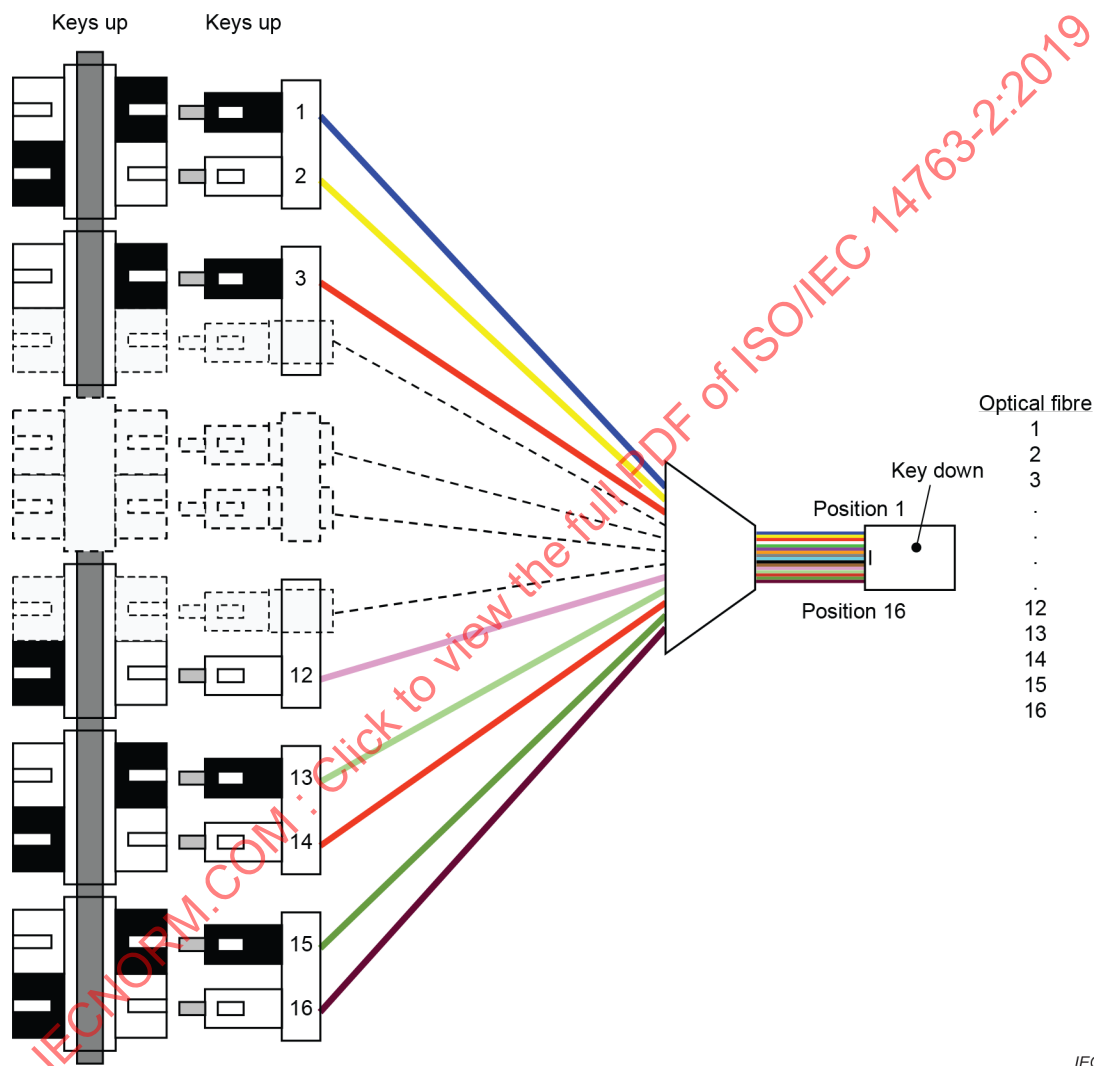 Keys up
Keys up
1
2
3
12
13
14
15
16
Position 1
Key down
Position 16
Optical fibre
1
2
3
.
.
.
.
12
13
14
15
16
IECNORM.COM : Click to view the full PDF of ISO/IEC 14763-2:2019